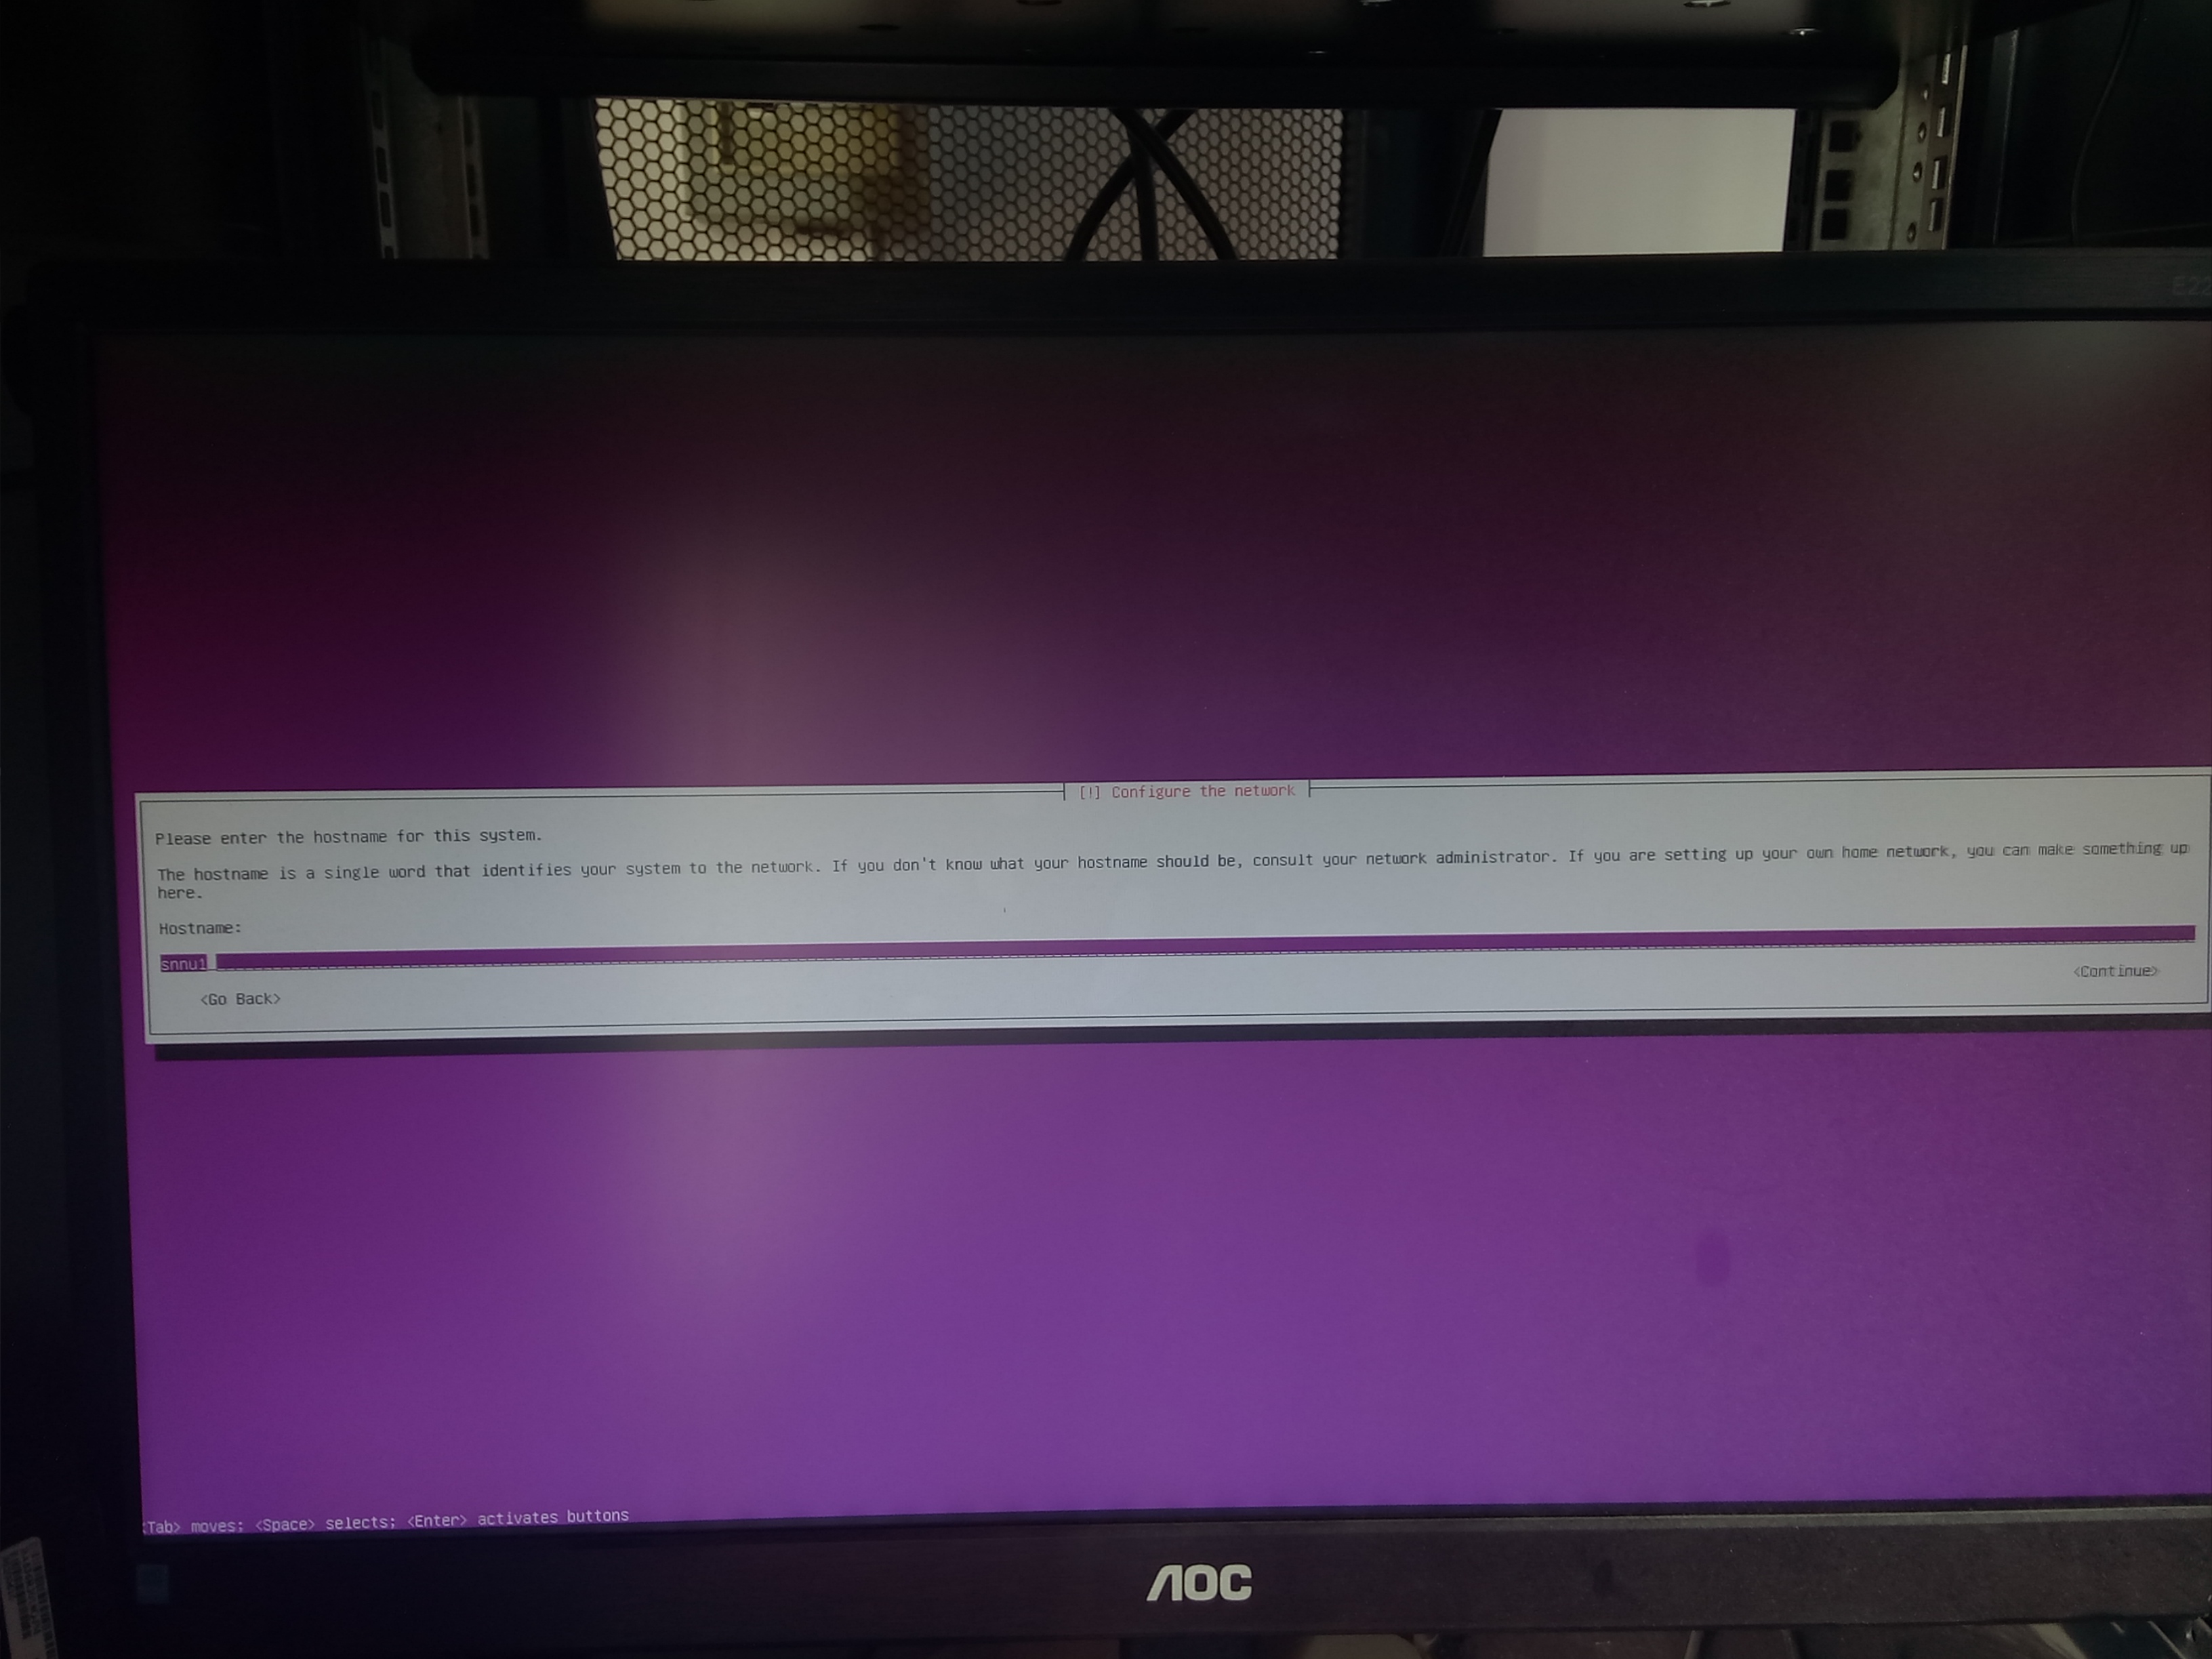 E22
[!] Configure the network
Please enter the hostname for this system.
The hostname is a single word that identifies your system to the network. If you don't know what your hostname should be, consult your network administrator. If you are setting up your own home network, you can make something up
here.
Hostname:
snnu1
<Continue>
<Go Back>
<Tab> moves; <Space> selects; <Enter> activates buttons
AOC